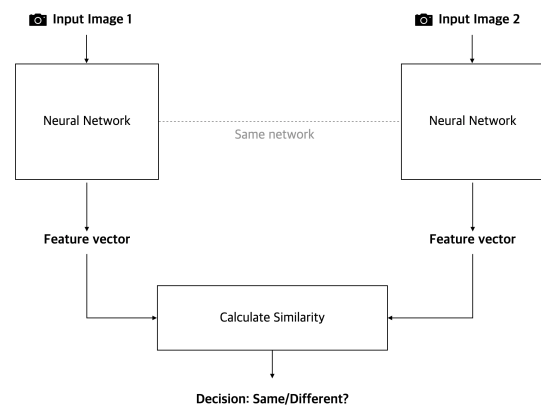 Input Image 1
Input Image 2
Neural Network
Same network
Neural Network
Feature vector
Feature vector
Calculate Similarity
Decision: Same/Different?